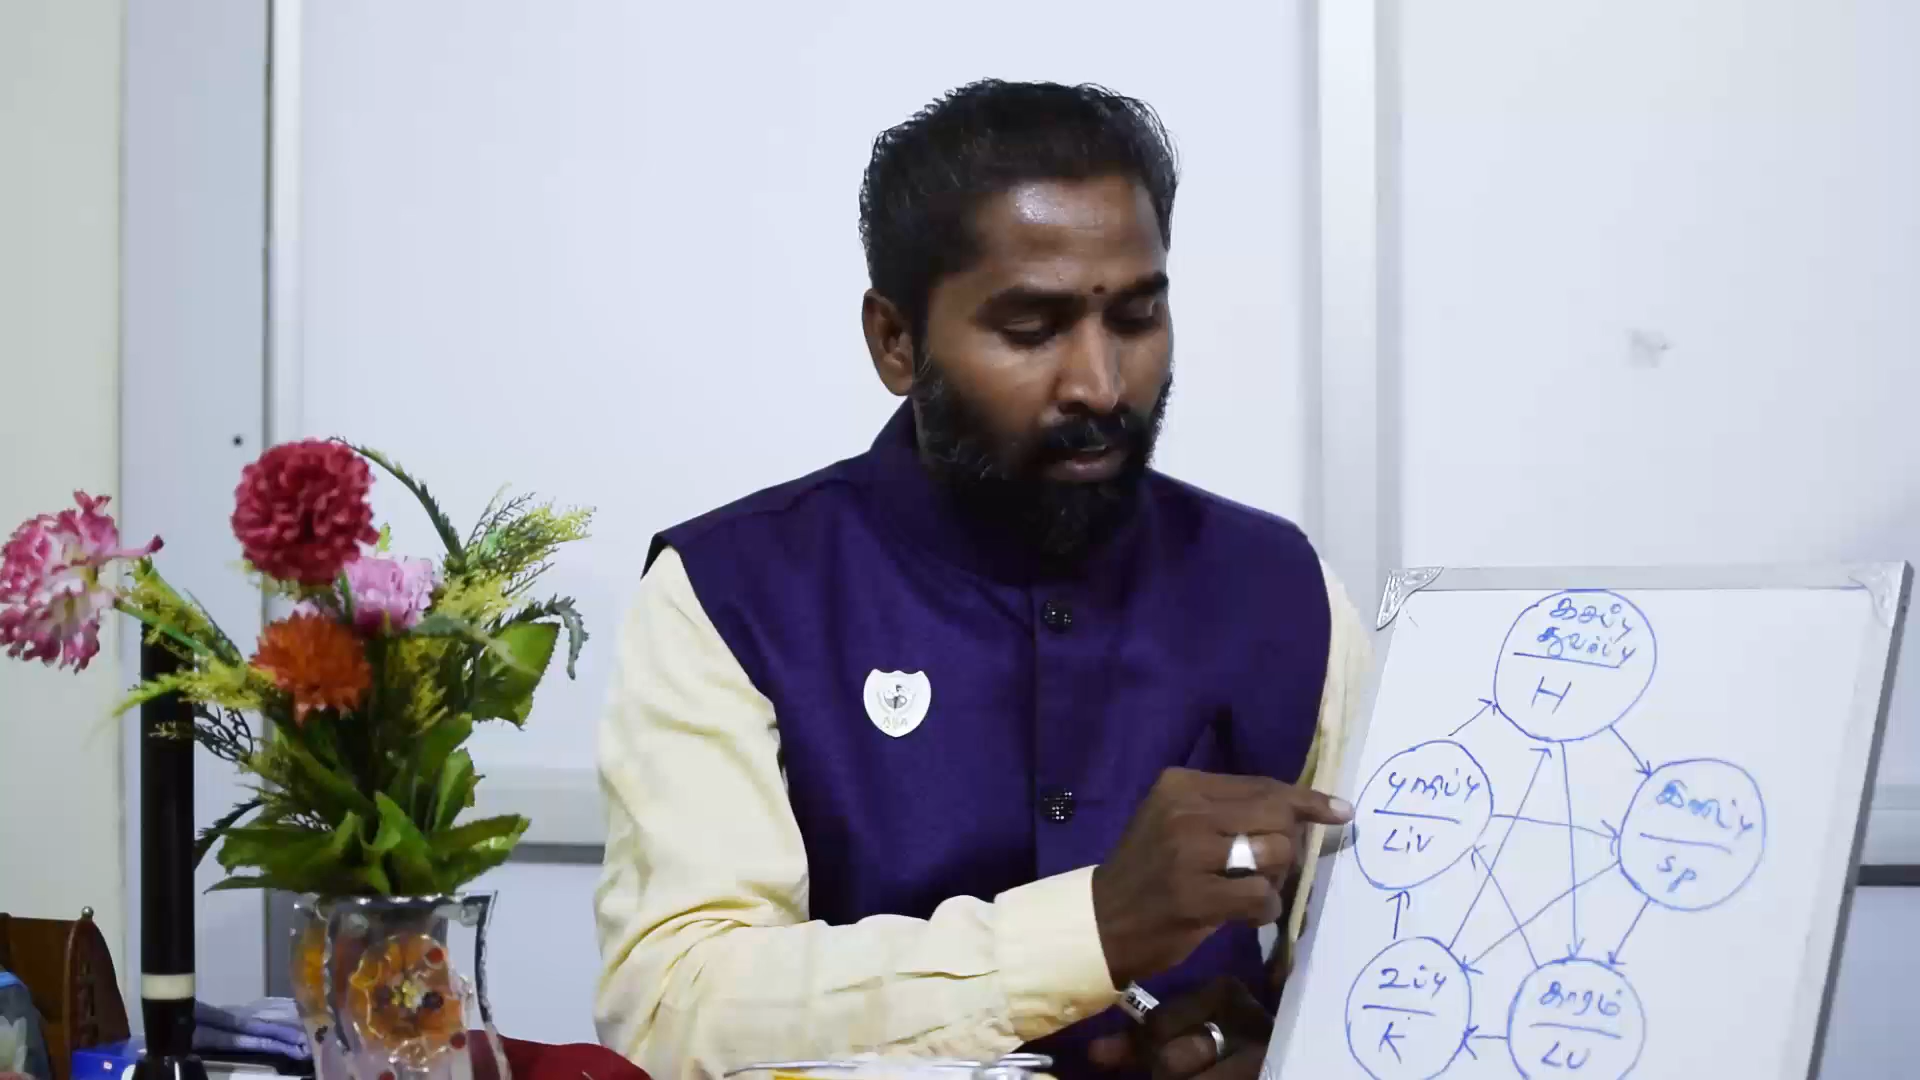 கசப்பு
துவர்ப்பு
H
புளிப்பு
Liv
இனிப்பு
SP
உப்பு
K
காரம்
LU